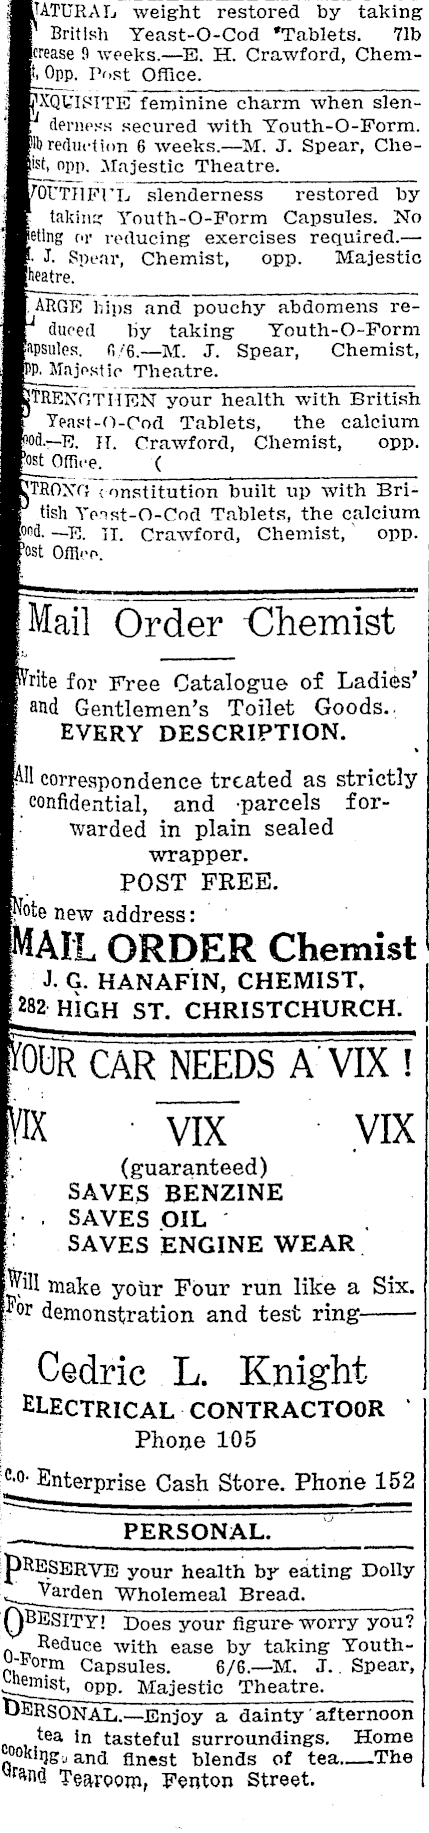 NATURAL weight restored by taking
British Yeast-O-Cod Tablets. 7lb
crease 9 weeks.—E. H. Crawford, Chem-
t, Opp. Post Office.
EXQUISITE feminine charm when slen-
derness secured with Youth-O-Form.
lb reduction 6 weeks.—M. J. Spear, Che-
ist, opp. Majestic Theatre.
YOUTHFUL slenderness restored by
taking Youth-O-Form Capsules. No
eting or reducing exercises required.—
. J. Spear, Chemist, opp. Majestic
heatre.
LARGE hips and pouchy abdomens re-
duced by taking Youth-O-Form
apsules. 6/6.—M. J. Spear, Chemist,
pp. Majestic Theatre.
STRENGTHEN your health with British
Yeast-O-Cod Tablets, the calcium
ood.—E. H. Crawford, Chemist, opp.
Post Office.
STRONG constitution built up with Bri-
tish Yeast-O-Cod Tablets, the calcium
ood.—E. H. Crawford, Chemist, opp.
Post Office.
Mail Order Chemist
Write for Free Catalogue of Ladies'
and Gentlemen's Toilet Goods.
EVERY DESCRIPTION.
All correspondence treated as strictly
confidential, and parcels for-
warded in plain sealed
wrapper.
POST FREE.
Note new address:
MAIL ORDER Chemist
J. G. HANAFIN, CHEMIST,
282 HIGH ST. CHRISTCHURCH.
YOUR CAR NEEDS A VIX !
VIX VIX VIX
(guaranteed)
SAVES BENZINE
SAVES OIL
SAVES ENGINE WEAR
Will make your Four run like a Six.
For demonstration and test ring——
Cedric L. Knight
ELECTRICAL CONTRACTOOR
Phone 105
c.o. Enterprise Cash Store. Phone 152
PERSONAL.
PRESERVE your health by eating Dolly
Varden Wholemeal Bread.
OBESITY! Does your figure worry you?
Reduce with ease by taking Youth-
O-Form Capsules. 6/6.—M. J. Spear,
Chemist, opp. Majestic Theatre.
PERSONAL.—Enjoy a dainty afternoon
tea in tasteful surroundings. Home
cooking, and finest blends of tea.—The
Grand Tearoom, Fenton Street.